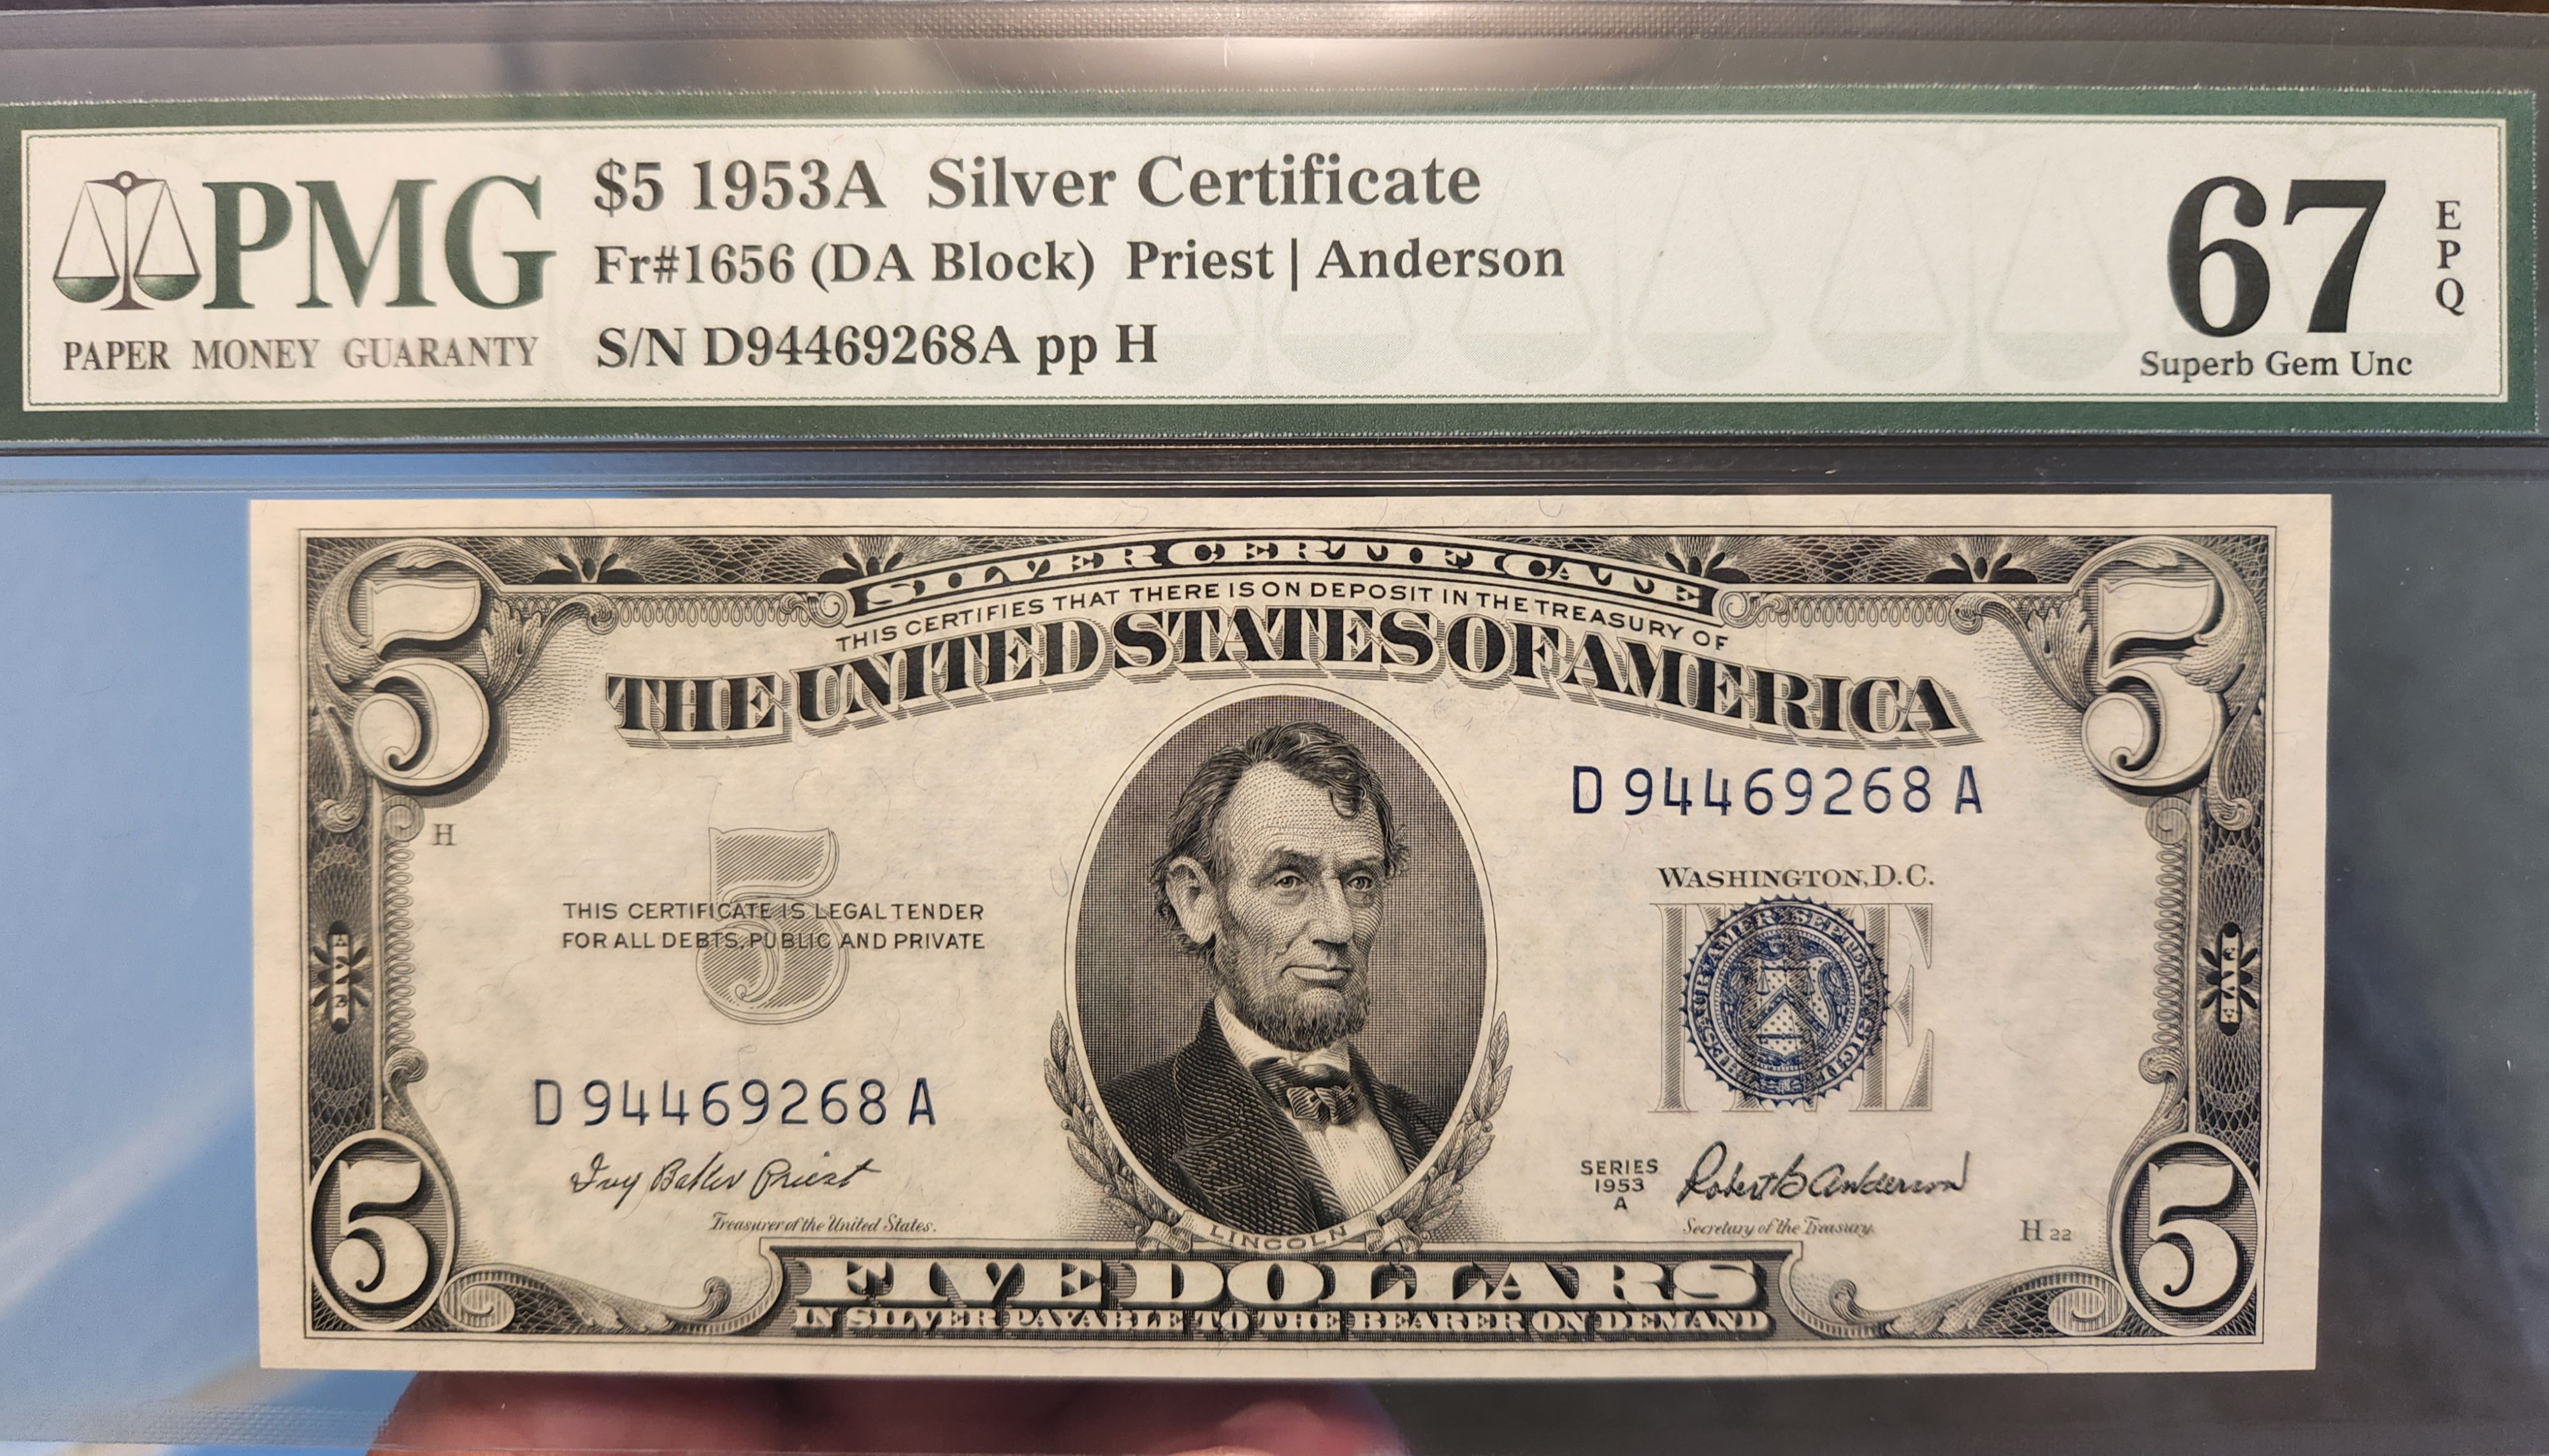 PMG
PAPER MONEY GUARANTY
$5 1953A Silver Certificate
Fr#1656 (DA Block) Priest | Anderson
S/N D94469268A pp H
67
EPQ
Superb Gem Unc
5
5
SILVER CERTIFICATE
THIS CERTIFIES THAT THERE IS ON DEPOSIT IN THE TREASURY OF
THE UNITED STATES OF AMERICA
D 94469268 A
H
5
WASHINGTON, D.C.
THIS CERTIFICATE IS LEGAL TENDER
FOR ALL DEBTS, PUBLIC AND PRIVATE
FIVE
FIVE
D 94469268 A
Ivy Baker Priest
Treasurer of the United States.
SERIES
1953
A
Robert B Anderson
Secretary of the Treasury.
H 22
LINCOLN
5
5
FIVE DOLLARS
IN SILVER PAYABLE TO THE BEARER ON DEMAND